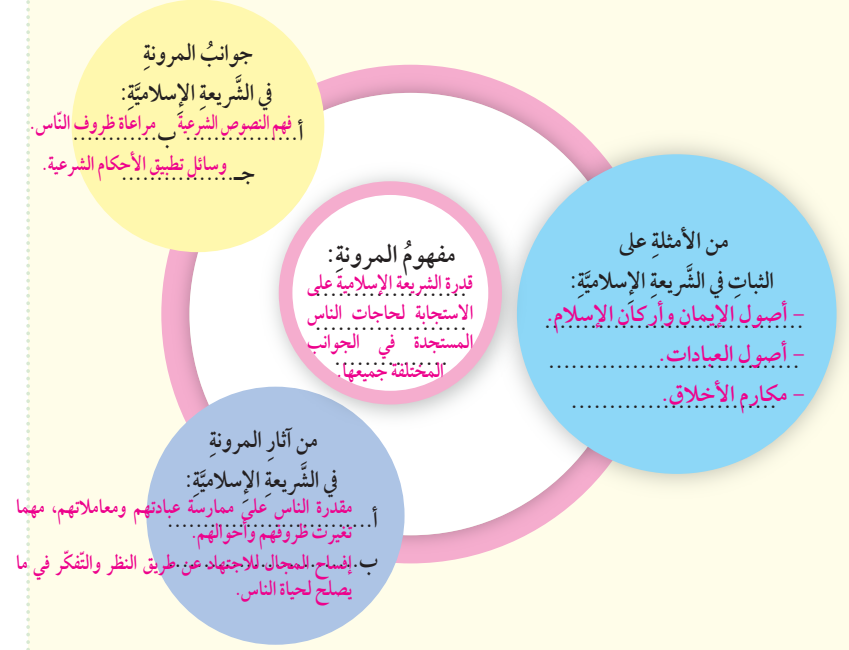 جوانبُ المرونةِ
في الشَّريعةِ الإسلاميَّةِ:
أ................ فهم النصوص الشرعية ب............ مراعاة ظروف النّاس.
جـ................ وسائل تطبيق الأحكام الشرعية.
من الأمثلةِ على
الثباتِ في الشَّريعةِ الإسلاميَّةِ:
– أصول الإيمان وأركان الإسلام.
– أصول العبادات.
– مكارم الأخلاق.
مفهومُ المرونةِ:
قدرة الشريعة الإسلامية على
الاستجابة لحاجات الناس
المستجدة في الجوانب
المختلفة جميعها.
من آثارِ المرونةِ
في الشَّريعةِ الإسلاميَّةِ:
أ مقدرة الناس على ممارسة عبادتهم ومعاملاتهم، مهما
تغيرت ظروفهم وأحوالهم.
ب إفساح المجال للاجتهاد عن طريق النظر والتّفكّر في ما
يصلح لحياة الناس.